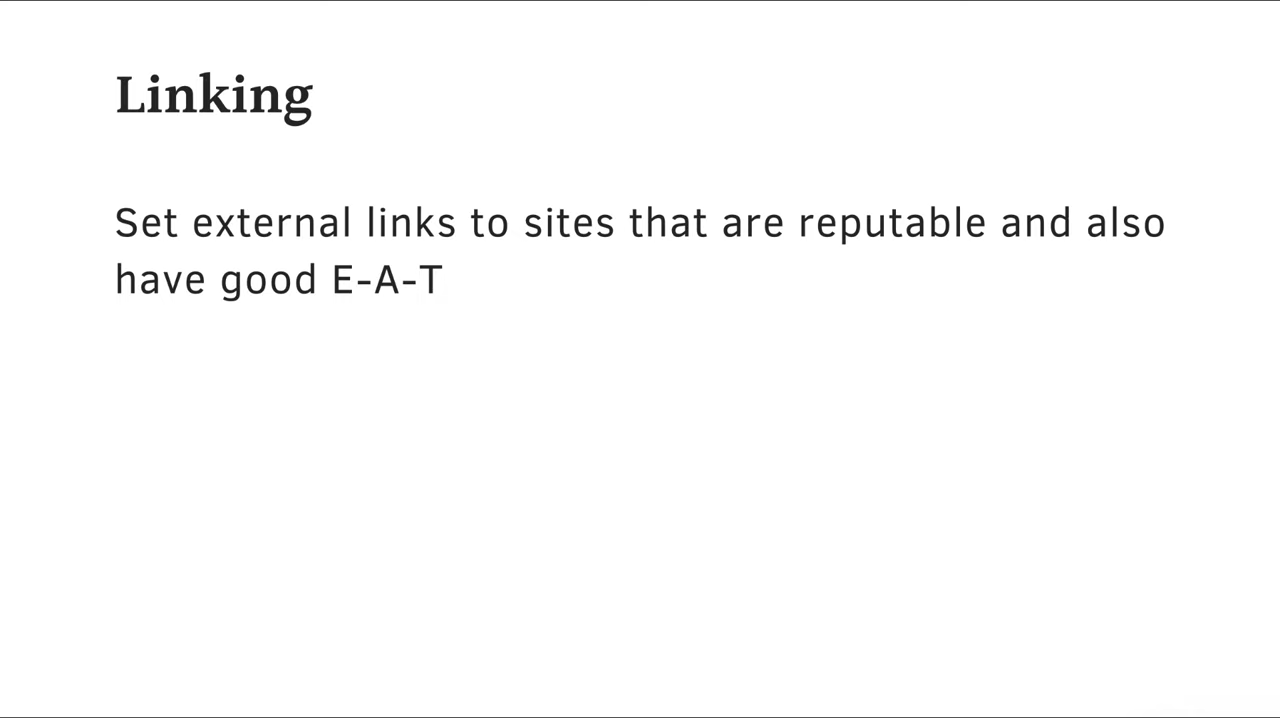 Linking
Set external links to sites that are reputable and also
have good E-A-T